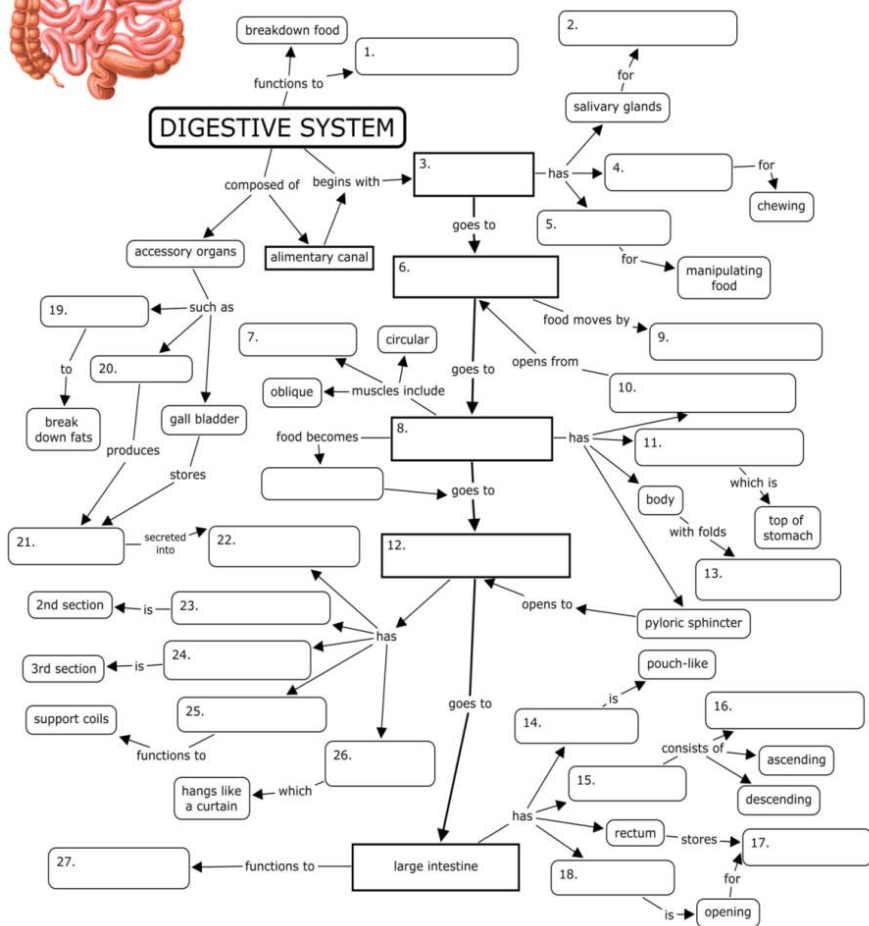 breakdown food
1.
2.
functions to
for
salivary glands
DIGESTIVE SYSTEM
composed of
begins with
3.
has
4.
for
chewing
goes to
5.
for
manipulating
food
accessory organs
alimentary canal
6.
such as
19.
20.
to
break
down fats
gall bladder
produces
stores
7.
circular
oblique
muscles include
goes to
food moves by
9.
opens from
10.
food becomes
8.
has
11.
which is
top of
stomach
body
with folds
13.
goes to
21.
secreted
into
22.
12.
opens to
pyloric sphincter
2nd section
is
23.
has
3rd section
is
24.
support coils
functions to
25.
26.
which
hangs like
a curtain
goes to
pouch-like
is
14.
16.
consists of
15.
ascending
descending
has
rectum
stores
17.
for
18.
is
opening
27.
functions to
large intestine